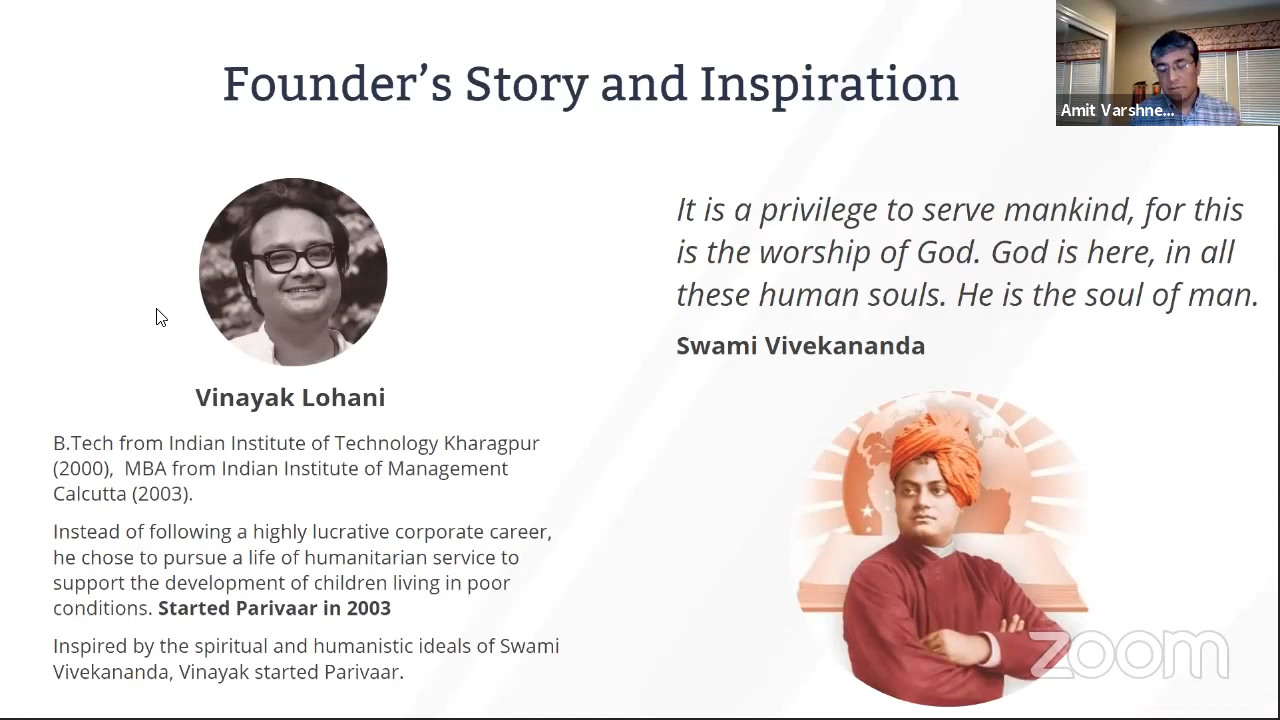 Founder's Story and Inspiration
Amit Varshne...
Vinayak Lohani
B.Tech from Indian Institute of Technology Kharagpur
(2000),  MBA from Indian Institute of Management
Calcutta (2003).
Instead of following a highly lucrative corporate career,
he chose to pursue a life of humanitarian service to
support the development of children living in poor
conditions. Started Parivaar in 2003
Inspired by the spiritual and humanistic ideals of Swami
Vivekananda, Vinayak started Parivaar.
It is a privilege to serve mankind, for this
is the worship of God. God is here, in all
these human souls. He is the soul of man.
Swami Vivekananda
zoom